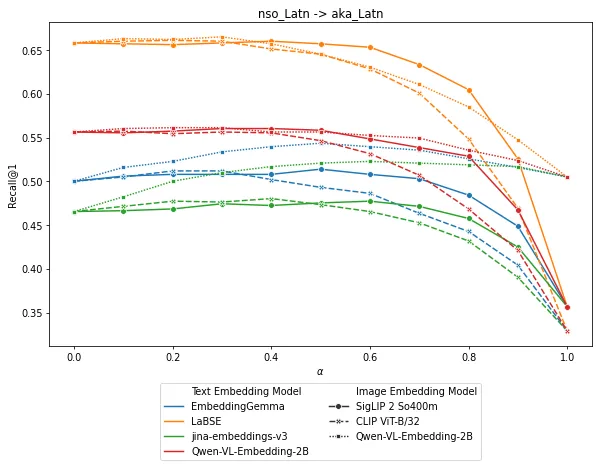 nso_Latn -> aka_Latn
Recall@1
0.65
0.60
0.55
0.50
0.45
0.40
0.35
0.0 0.2 0.4 0.6 0.8 1.0
α
Text Embedding Model Image Embedding Model
EmbeddingGemma SigLIP 2 So400m
LaBSE CLIP ViT-B/32
jina-embeddings-v3 Qwen-VL-Embedding-2B
Qwen-VL-Embedding-2B